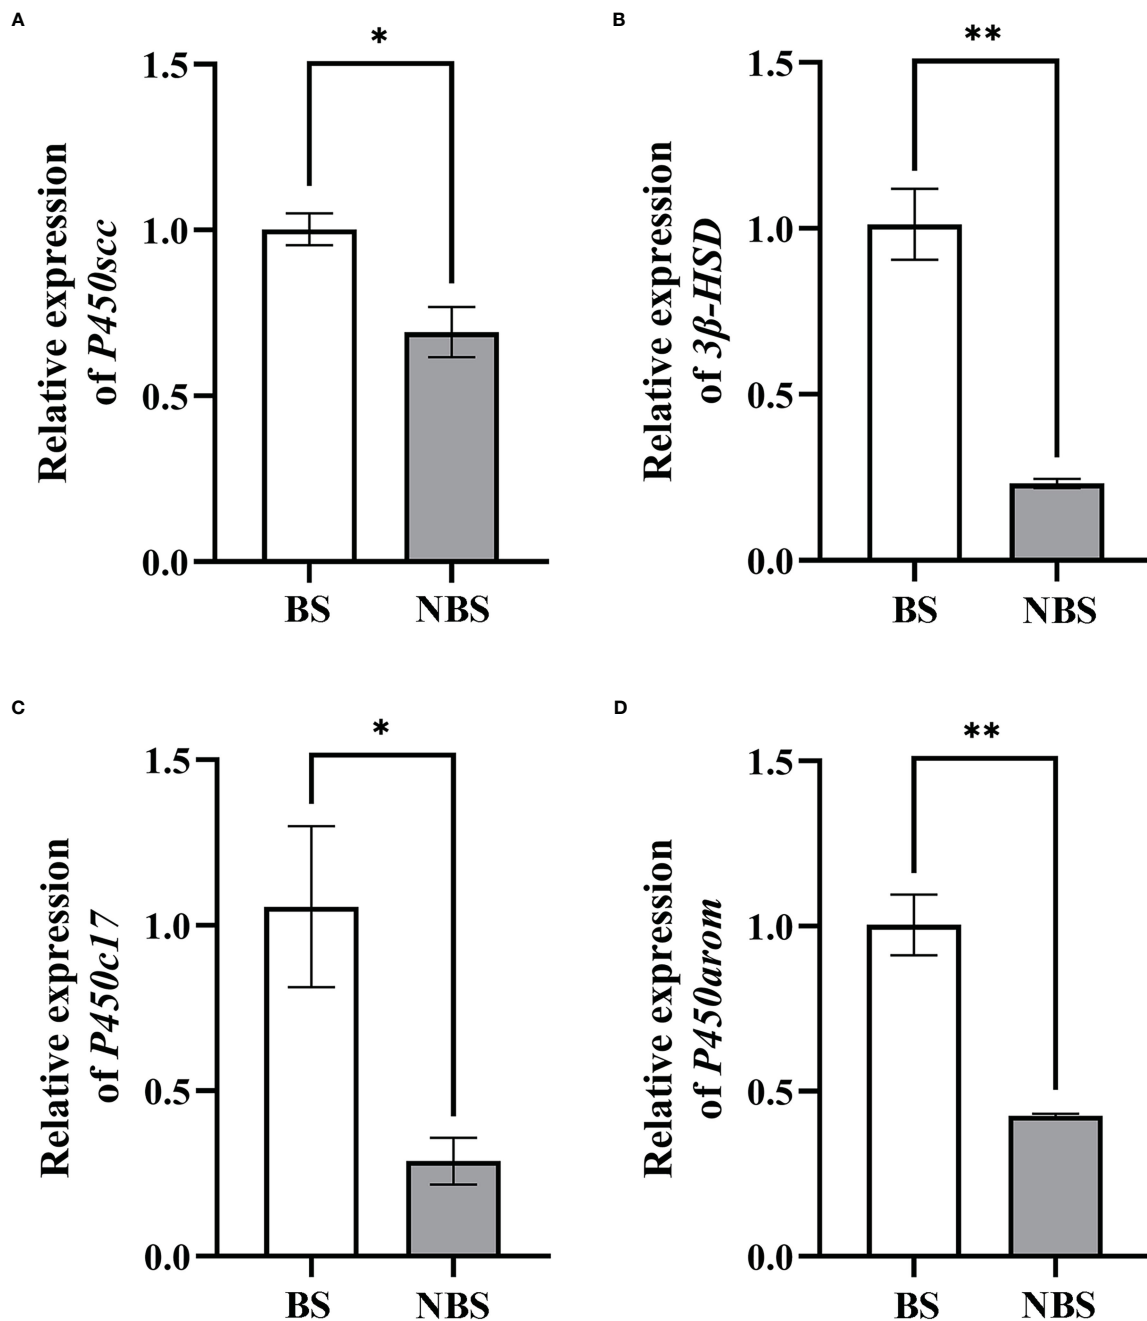 A
*
1.5
1.0
0.5
0.0
Relative expression
of P450scc
BS NBS
B
**
1.5
1.0
0.5
0.0
Relative expression
of 3β-HSD
BS NBS
C
*
1.5
1.0
0.5
0.0
Relative expression
of P450c17
BS NBS
D
**
1.5
1.0
0.5
0.0
Relative expression
of P450arom
BS NBS